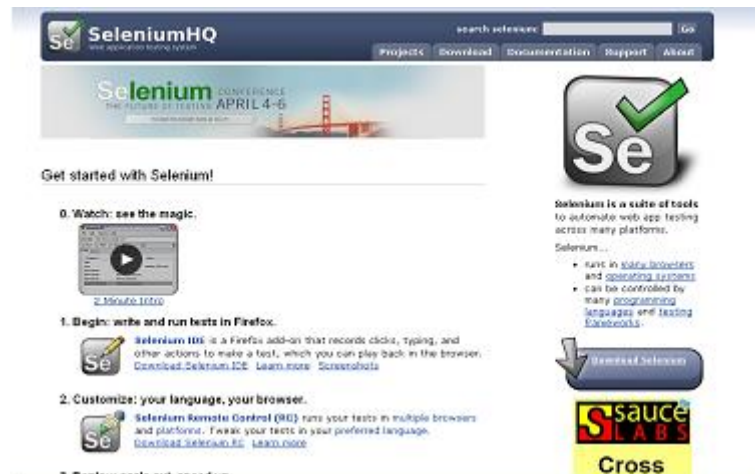 Se SeleniumHQ
Web application testing system
search selenium: Go
Projects Download Documentation Support About
Selenium CONFERENCE
THE FUTURE OF TESTING APRIL 4-6
Get started with Selenium!
0. Watch: see the magic.
2 Minute Intro
1. Begin: write and run tests in Firefox.
Selenium IDE is a Firefox add-on that records clicks, typing, and
other actions to make a test, which you can play back in the browser.
Download Selenium IDE Learn more Screenshots
Se
2. Customize: your language, your browser.
Selenium Remote Control (RC) runs your tests in multiple browsers
and platforms. Tweak your tests in your preferred language.
Download Selenium RC Learn more
Se
Se
Selenium is a suite of tools
to automate web app testing
across many platforms.
Selenium...
runs in many browsers
and operating systems
can be controlled by
many programming
languages and testing
frameworks.
Download Selenium
sauce
LABS
Cross